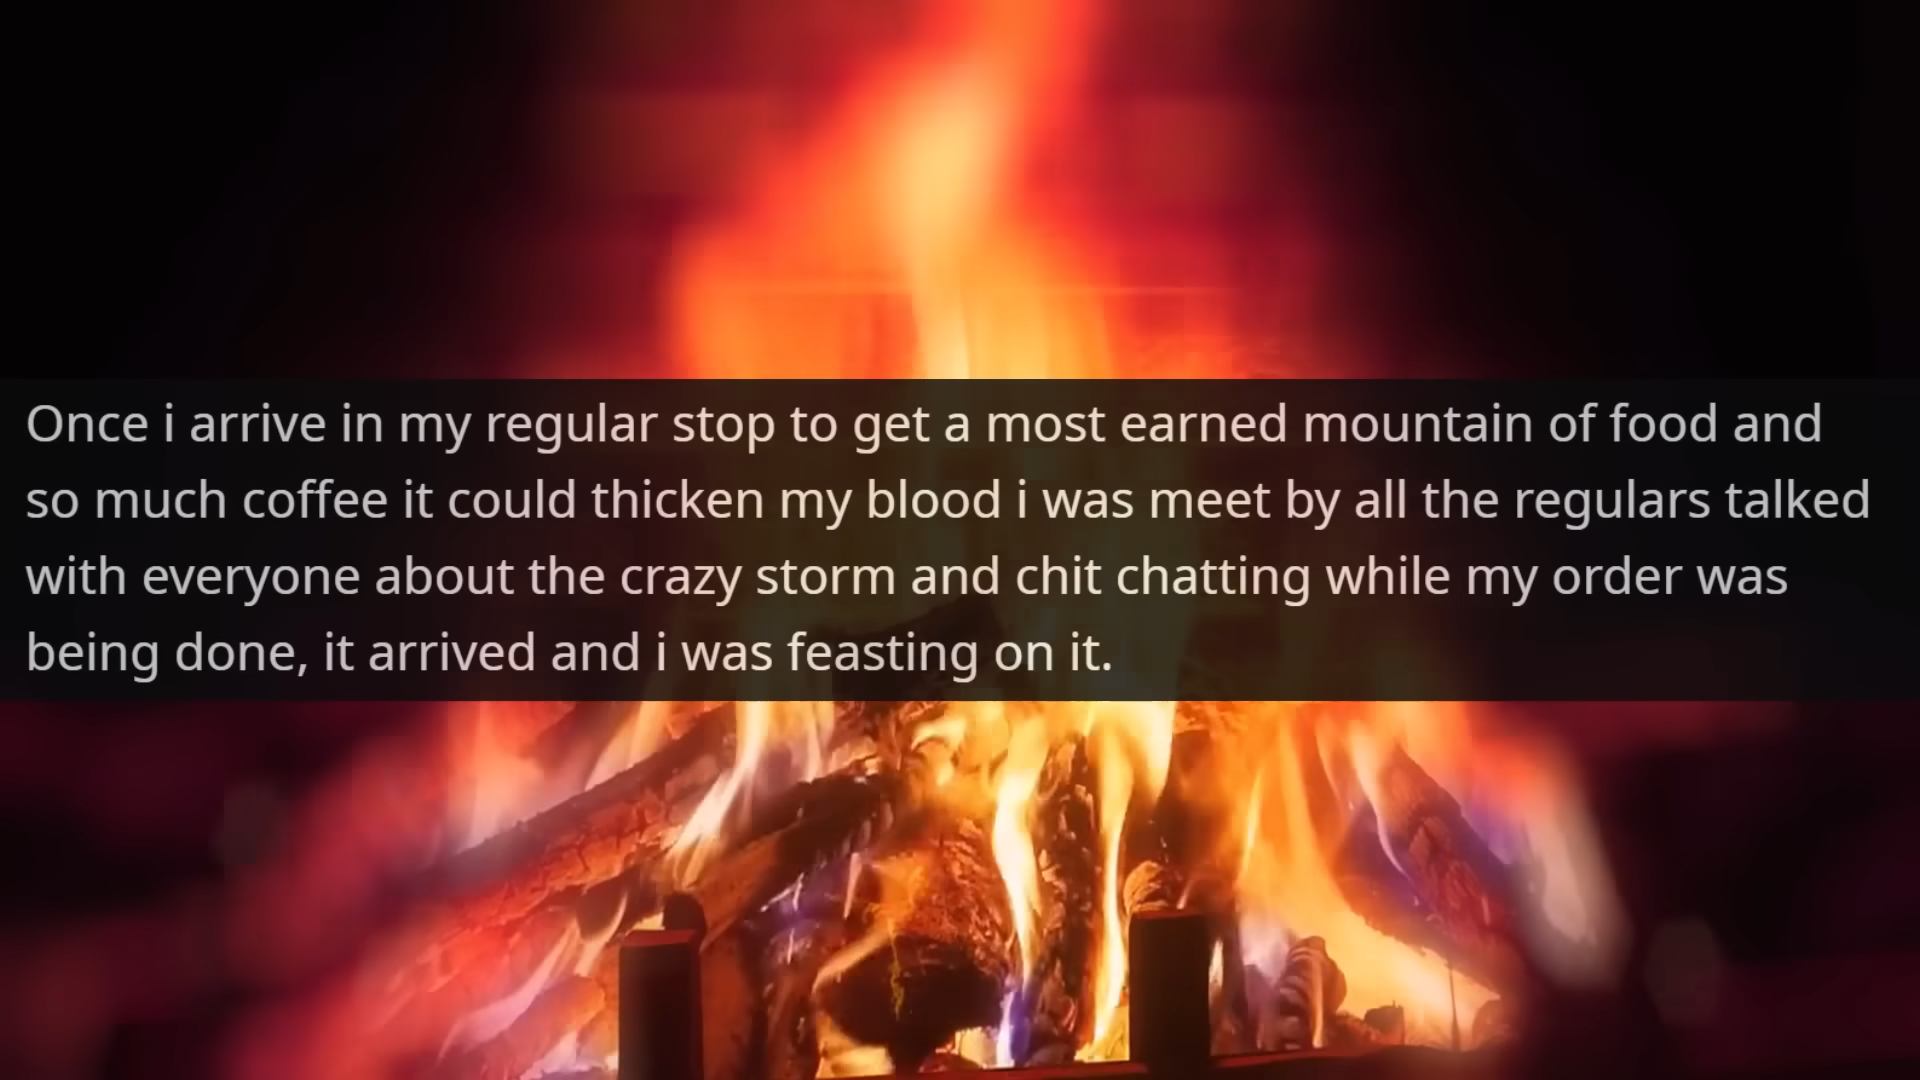 Once i arrive in my regular stop to get a most earned mountain of food and
so much coffee it could thicken my blood i was meet by all the regulars talked
with everyone about the crazy storm and chit chatting while my order was
being done, it arrived and i was feasting on it.